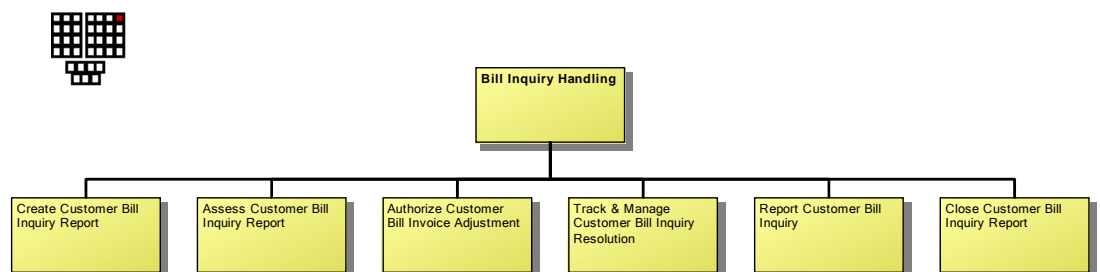 Bill Inquiry Handling
Create Customer Bill
Inquiry Report
Assess Customer Bill
Inquiry Report
Authorize Customer
Bill Invoice Adjustment
Track & Manage
Customer Bill Inquiry
Resolution
Report Customer Bill
Inquiry
Close Customer Bill
Inquiry Report